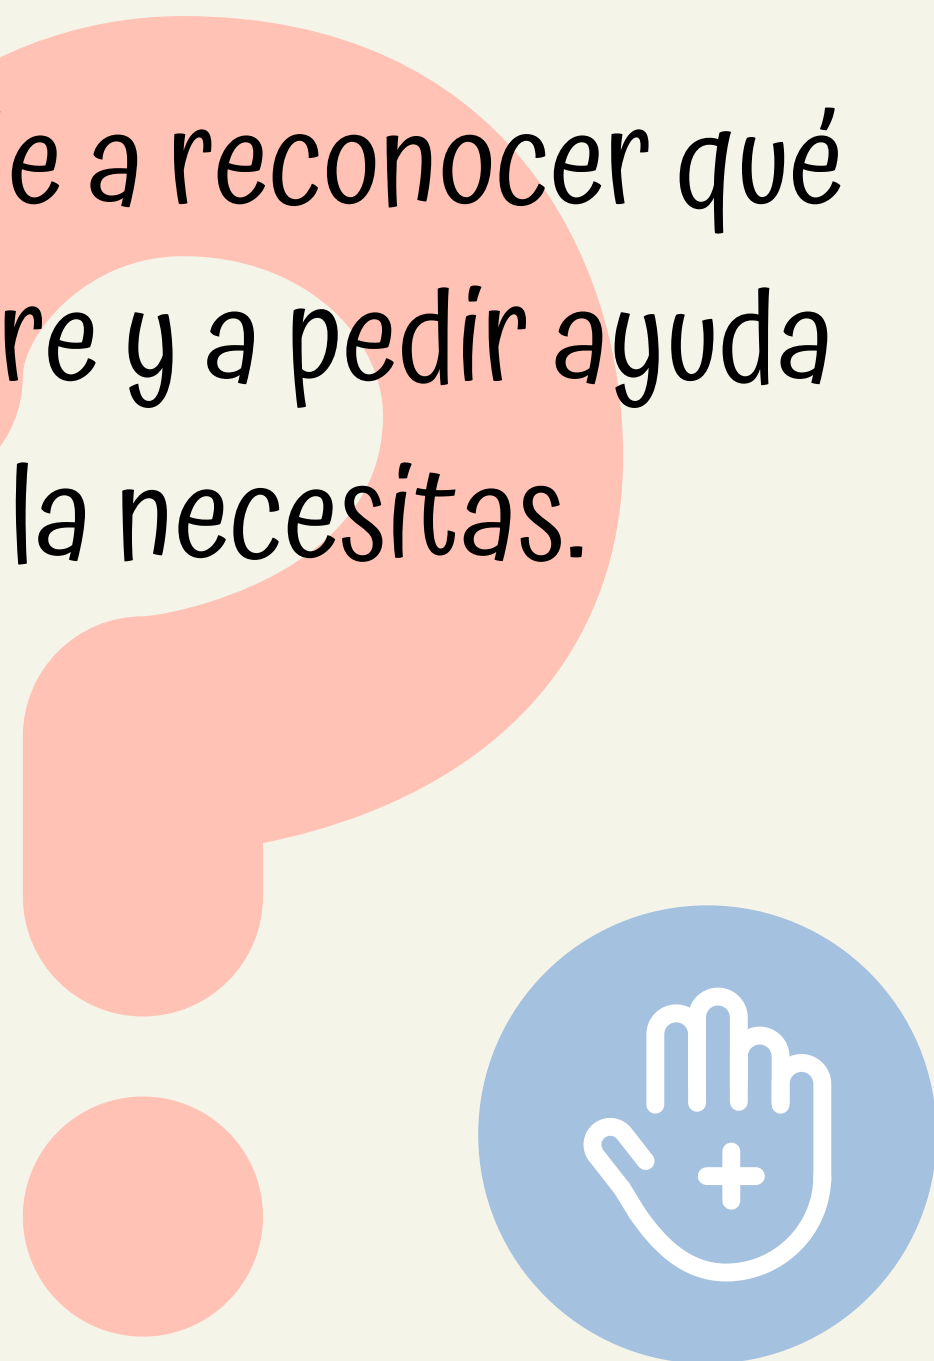 e a reconocer qué
re y a pedir ayuda
la necesitas.